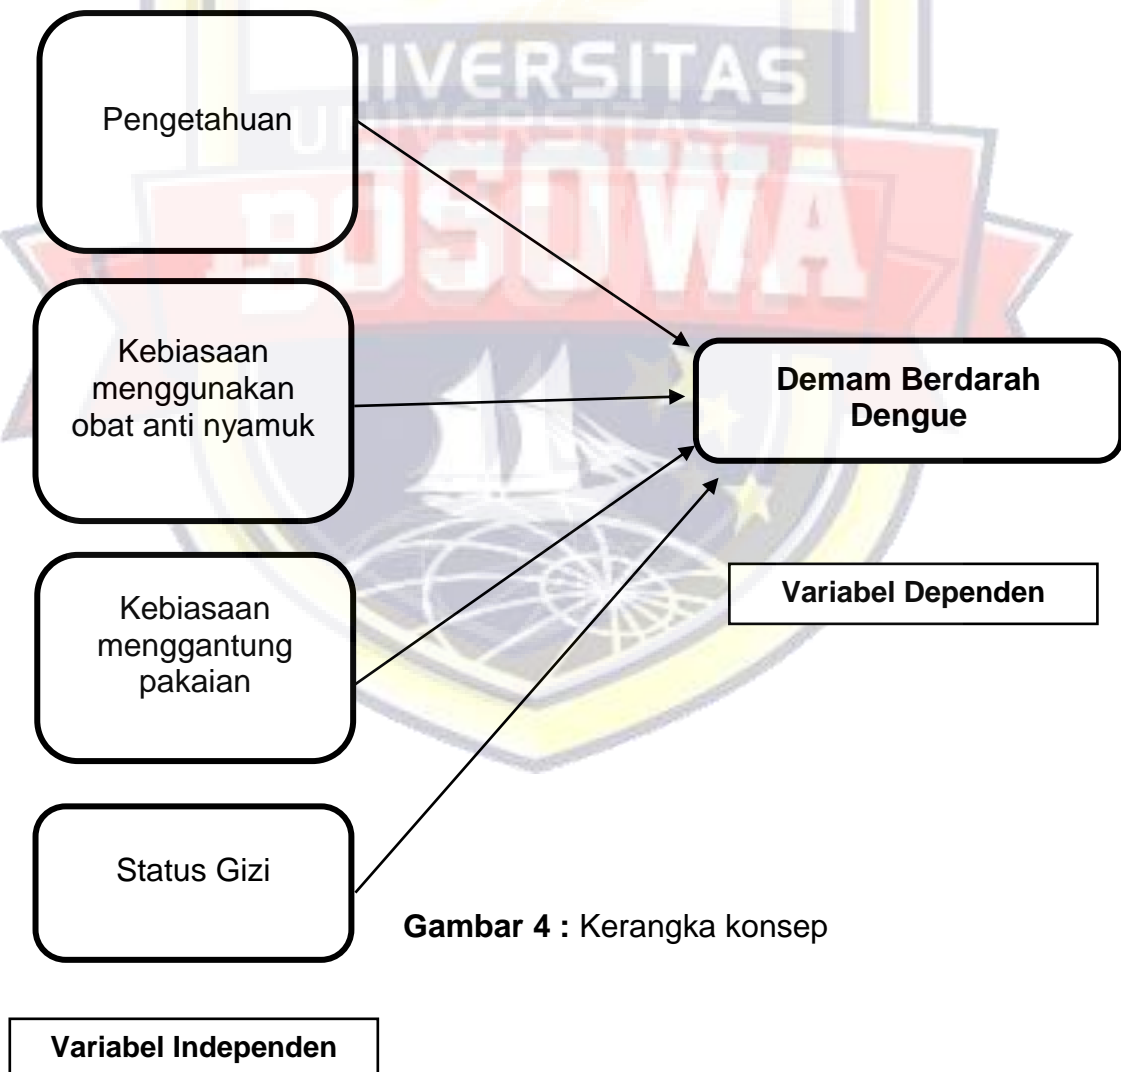 UNIVERSITAS
BOSOWA
Pengetahuan
Kebiasaan
menggunakan
obat anti nyamuk
Kebiasaan
menggantung
pakaian
Status Gizi
Demam Berdarah
Dengue
Variabel Dependen
Gambar 4 : Kerangka konsep
Variabel Independen